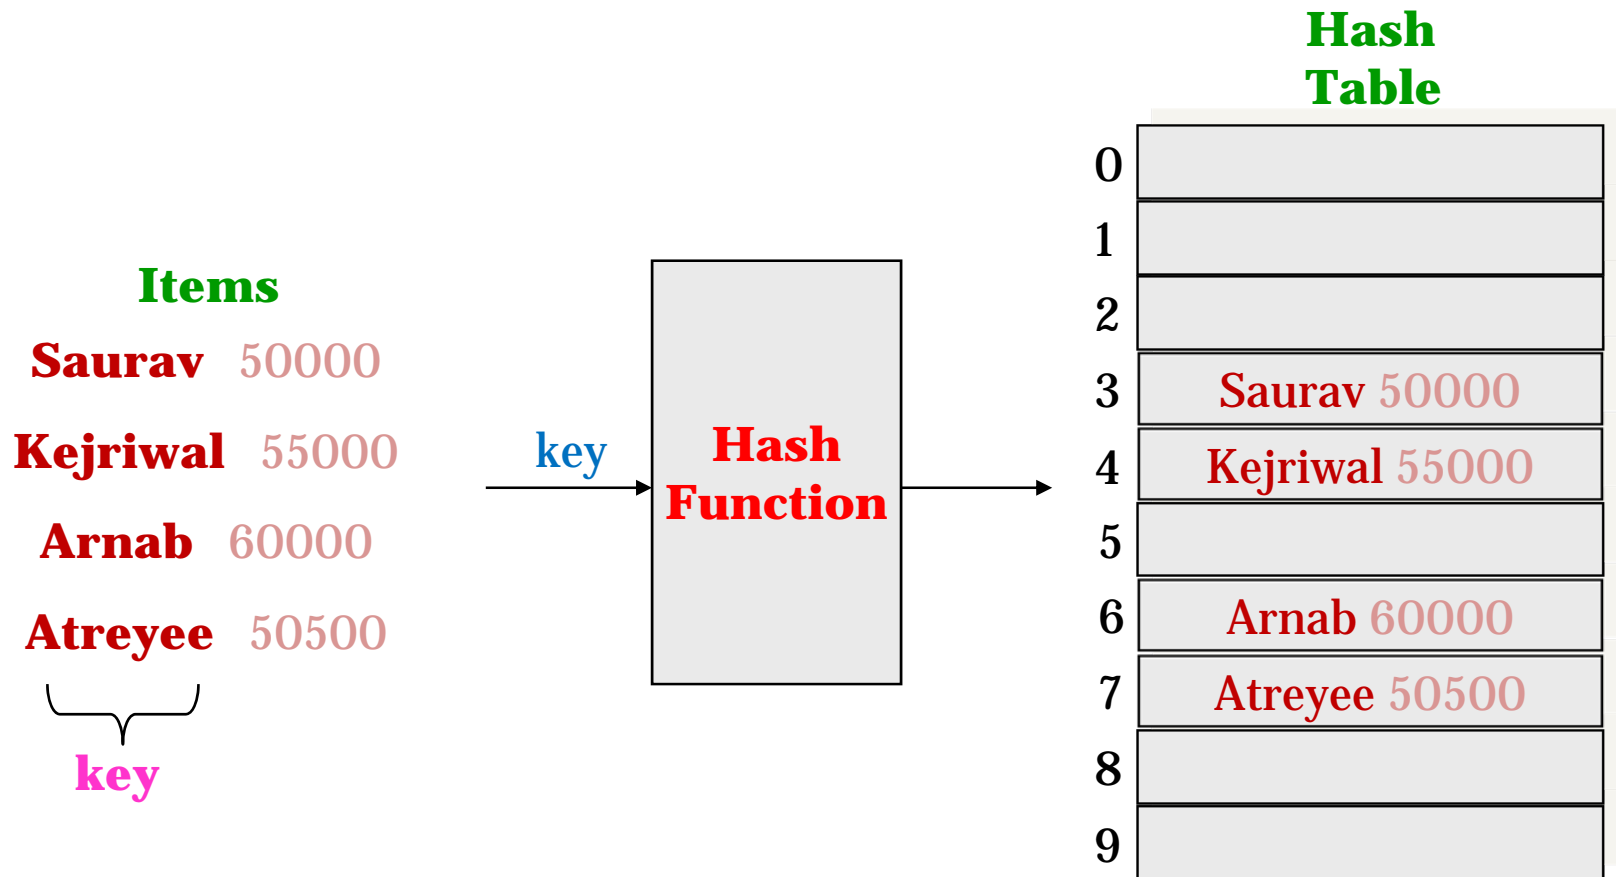 Items
Saurav 50000
Kejriwal 55000
Arnab 60000
Atreyee 50500
key
key
Hash
Function
Hash
Table
0
1
2
3 Saurav 50000
4 Kejriwal 55000
5
6 Arnab 60000
7 Atreyee 50500
8
9